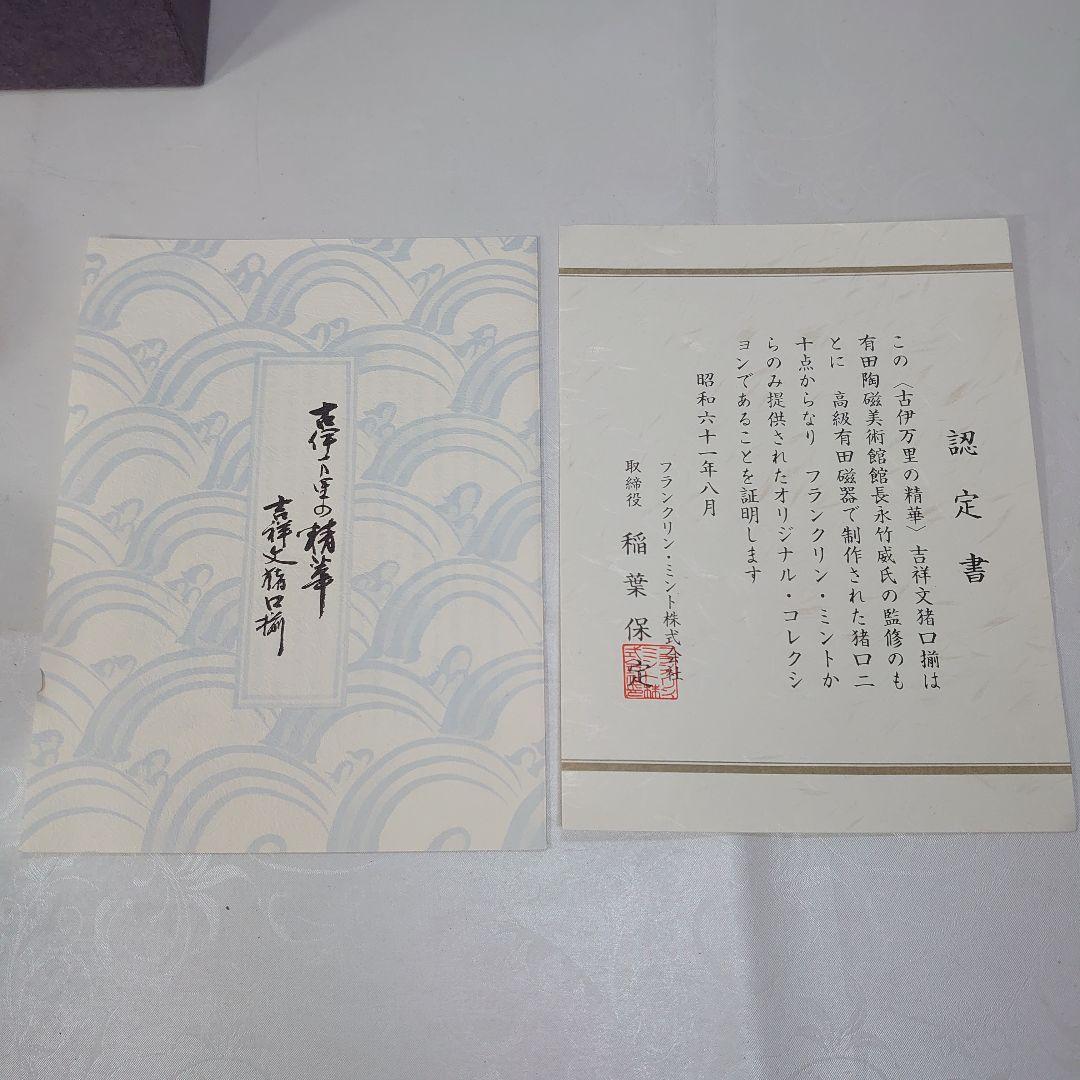 古伊万里の精華
吉祥文猪口揃
認定書
この〈古伊万里の精華〉吉祥文猪口揃は
有田陶磁美術館館長永竹威氏の監修のも
とに 高級有田磁器で制作された猪口二
十点からなり フランクリン・ミントか
らのみ提供されたオリジナル・コレクシ
ョンであることを証明します
昭和六十一年八月
フランクリン・ミント株式会社
取締役 稲葉保定